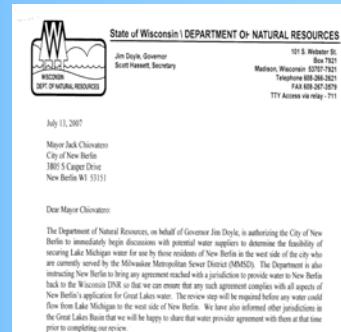 State of Wisconsin \ DEPARTMENT OF NATURAL RESOURCES
Jim Doyle, Governor
Scott Hassett, Secretary
101 S. Webster St.
Box 7921
Madison, Wisconsin 53707-7921
Telephone 608-266-2621
FAX 608-267-3579
TTY Access via relay - 711
WISCONSIN
DEPT. OF NATURAL RESOURCES
July 13, 2007
Mayor Jack Chiovatero
City of New Berlin
3805 S Casper Drive
New Berlin WI 53151
Dear Mayor Chiovatero:
The Department of Natural Resources, on behalf of Governor Jim Doyle, is authorizing the City of New
Berlin to immediately begin discussions with potential water suppliers to determine the feasibility of
securing Lake Michigan water for use by those residents of New Berlin in the west side of the city who
are currently served by the Milwaukee Metropolitan Sewer District (MMSD). The Department is also
instructing New Berlin to bring any agreement reached with a jurisdiction to provide water to New Berlin
back to the Wisconsin DNR so that we can ensure that any such agreement complies with all aspects of
New Berlin's application for Great Lakes water. The review step will be required before any water could
flow from Lake Michigan to the west side of New Berlin. We have also informed other jurisdictions in
the Great Lakes Basin that we will be happy to share that water provider agreement with them at that time
prior to completing our review.